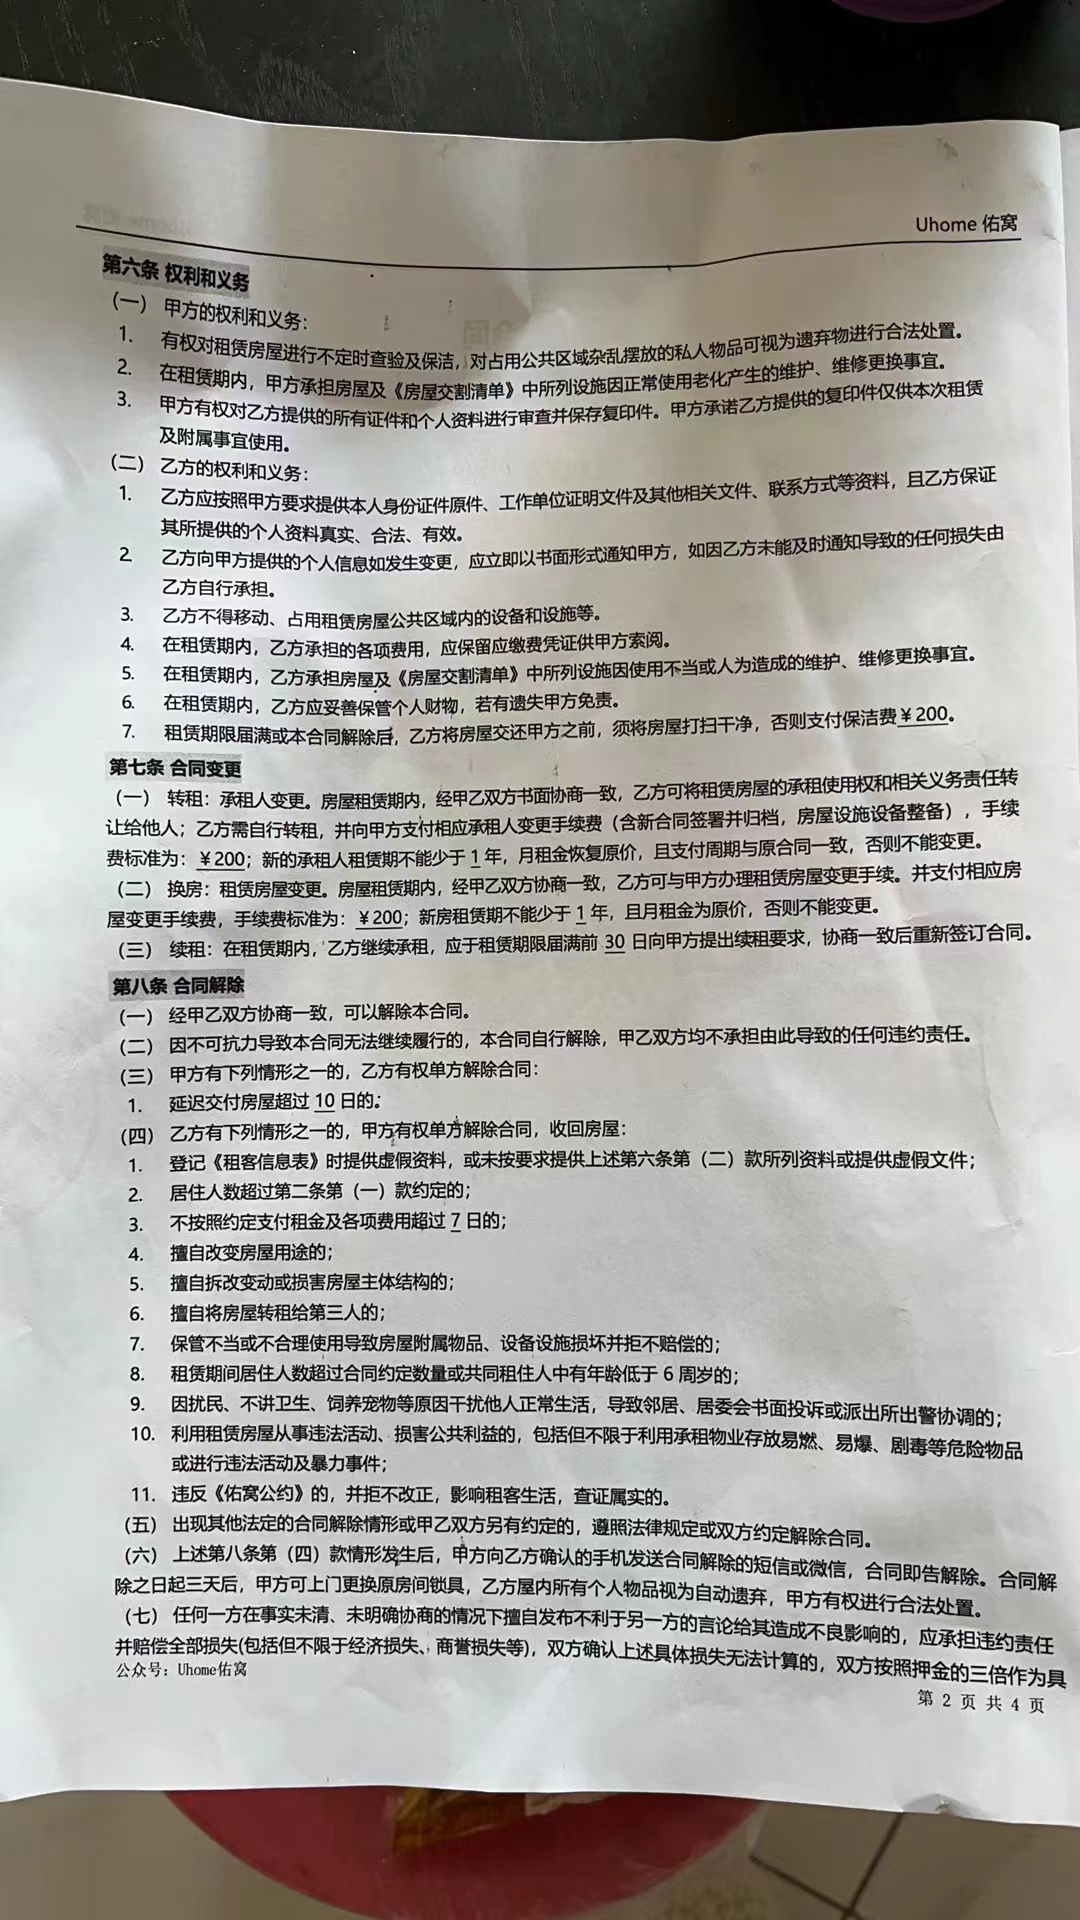 Uhome 佑窝
第六条 权利和义务
（一） 甲方的权利和义务：
1. 有权对租赁房屋进行不定时查验及保洁，对占用公共区域杂乱摆放的私人物品可视为遗弃物进行合法处置。
2. 在租赁期内，甲方承担房屋及《房屋交割清单》中所列设施因正常使用老化产生的维护、维修更换事宜。
3. 甲方有权对乙方提供的所有证件和个人资料进行审查并保存复印件。甲方承诺乙方提供的复印件仅供本次租赁
及附属事宜使用。
（二） 乙方的权利和义务：
1. 乙方应按照甲方要求提供本人身份证件原件、工作单位证明文件及其他相关文件、联系方式等资料，且乙方保证
其所提供的个人资料真实、合法、有效。
2. 乙方向甲方提供的个人信息如发生变更，应立即以书面形式通知甲方，如因乙方未能及时通知导致的任何损失由
乙方自行承担。
3. 乙方不得移动、占用租赁房屋公共区域内的设备和设施等。
4. 在租赁期内，乙方承担的各项费用，应保留应缴费凭证供甲方索阅。
5. 在租赁期内，乙方承担房屋及《房屋交割清单》中所列设施因使用不当或人为造成的维护、维修更换事宜。
6. 在租赁期内，乙方应妥善保管个人财物，若有遗失甲方免责。
7. 租赁期限届满或本合同解除后，乙方将房屋交还甲方之前，须将房屋打扫干净，否则支付保洁费￥200。
第七条 合同变更
（一） 转租：承租人变更。房屋租赁期内，经甲乙双方书面协商一致，乙方可将租赁房屋的承租使用权和相关义务责任转
让给他人；乙方需自行转租，并向甲方支付相应承租人变更手续费（含新合同签署并归档，房屋设施设备整备），手续
费标准为：￥200；新的承租人租赁期不能少于 1 年，月租金恢复原价，且支付周期与原合同一致，否则不能变更。
（二） 换房：租赁房屋变更。房屋租赁期内，经甲乙双方协商一致，乙方可与甲方办理租赁房屋变更手续。并支付相应房
屋变更手续费，手续费标准为：￥200；新房租赁期不能少于 1 年，且月租金为原价，否则不能变更。
（三） 续租：在租赁期内，乙方继续承租，应于租赁期限届满前 30 日向甲方提出续租要求，协商一致后重新签订合同。
第八条 合同解除
（一） 经甲乙双方协商一致，可以解除本合同。
（二） 因不可抗力导致本合同无法继续履行的，本合同自行解除，甲乙双方均不承担由此导致的任何违约责任。
（三） 甲方有下列情形之一的，乙方有权单方解除合同：
1. 延迟交付房屋超过 10 日的。
（四） 乙方有下列情形之一的，甲方有权单方解除合同，收回房屋：
1. 登记《租客信息表》时提供虚假资料，或未按要求提供上述第六条第（二）款所列资料或提供虚假文件；
2. 居住人数超过第二条第（一）款约定的；
3. 不按照约定支付租金及各项费用超过 7 日的；
4. 擅自改变房屋用途的；
5. 擅自拆改变动或损害房屋主体结构的；
6. 擅自将房屋转租给第三人的；
7. 保管不当或不合理使用导致房屋附属物品、设备设施损坏并拒不赔偿的；
8. 租赁期间居住人数超过合同约定数量或共同租住人中有年龄低于 6 周岁的；
9. 因扰民、不讲卫生、饲养宠物等原因干扰他人正常生活，导致邻居、居委会书面投诉或派出所出警协调的；
10. 利用租赁房屋从事违法活动、损害公共利益的，包括但不限于利用承租物业存放易燃、易爆、剧毒等危险物品
或进行违法活动及暴力事件；
11. 违反《佑窝公约》的，并拒不改正，影响租客生活，查证属实的。
（五） 出现其他法定的合同解除情形或甲乙双方另有约定的，遵照法律规定或双方约定解除合同。
（六） 上述第八条第（四）款情形发生后，甲方向乙方确认的手机发送合同解除的短信或微信，合同即告解除。合同解
除之日起三天后，甲方可上门更换原房间锁具，乙方屋内所有个人物品视为自动遗弃，甲方有权进行合法处置。
（七） 任何一方在事实未清、未明确协商的情况下擅自发布不利于另一方的言论给其造成不良影响的，应承担违约责任
并赔偿全部损失(包括但不限于经济损失、商誉损失等)，双方确认上述具体损失无法计算的，双方按照押金的三倍作为具
公众号：Uhome佑窝
第 2 页 共 4 页